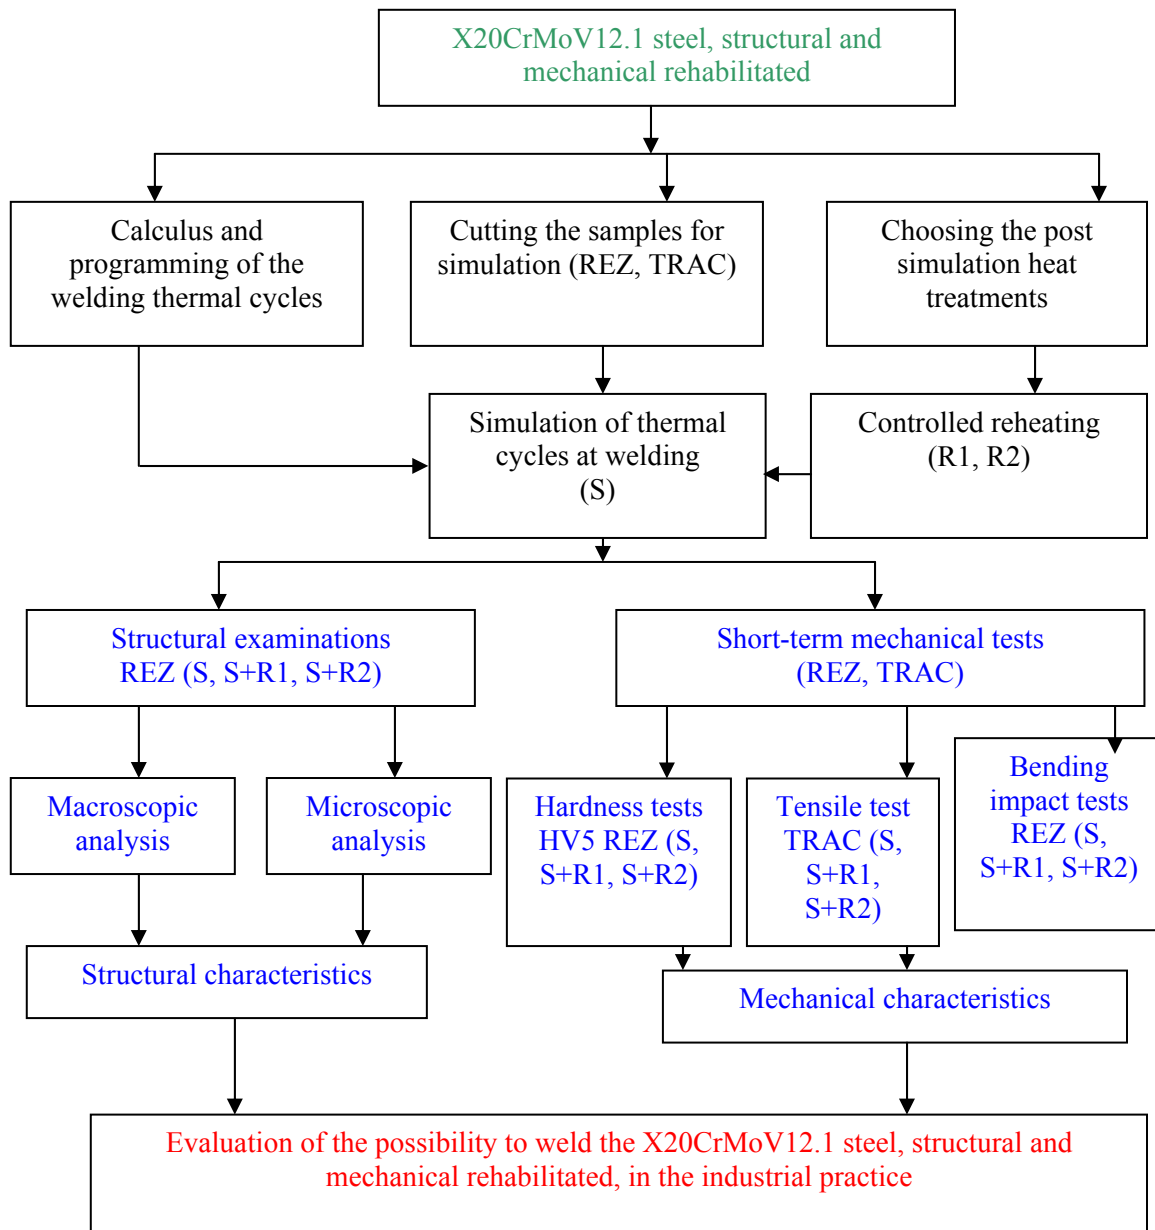 X20CrMoV12.1 steel, structural and
mechanical rehabilitated
Calculus and
programming of the
welding thermal cycles
Cutting the samples for
simulation (REZ, TRAC)
Choosing the post
simulation heat
treatments
Simulation of thermal
cycles at welding
(S)
Controlled reheating
(R1, R2)
Structural examinations
REZ (S, S+R1, S+R2)
Short-term mechanical tests
(REZ, TRAC)
Macroscopic
analysis
Microscopic
analysis
Hardness tests
HV5 REZ (S,
S+R1, S+R2)
Tensile test
TRAC (S,
S+R1,
S+R2)
Bending
impact tests
REZ (S,
S+R1, S+R2)
Structural characteristics
Mechanical characteristics
Evaluation of the possibility to weld the X20CrMoV12.1 steel, structural and
mechanical rehabilitated, in the industrial practice